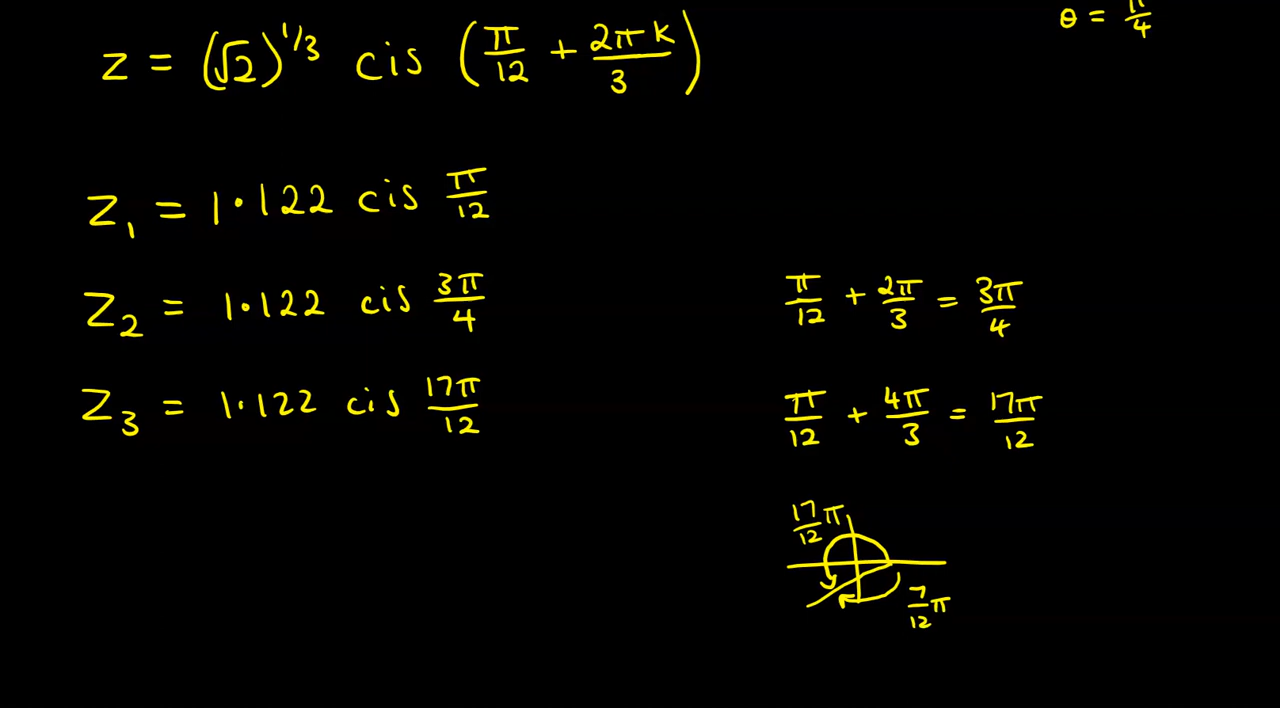 θ = π/4
z = (√2)^1/3 cis (π/12 + 2πk/3)
z₁ = 1·122 cis π/12
z₂ = 1·122 cis 3π/4
π/12 + 2π/3 = 3π/4
z₃ = 1·122 cis 17π/12
π/12 + 4π/3 = 17π/12
17/12 π
7/12 π